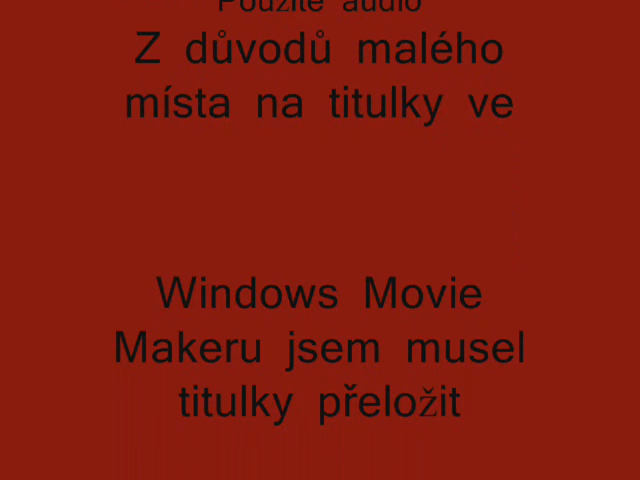 Použité audio
Z důvodů malého
místa na titulky ve
Windows Movie
Makeru jsem musel
titulky přeložit